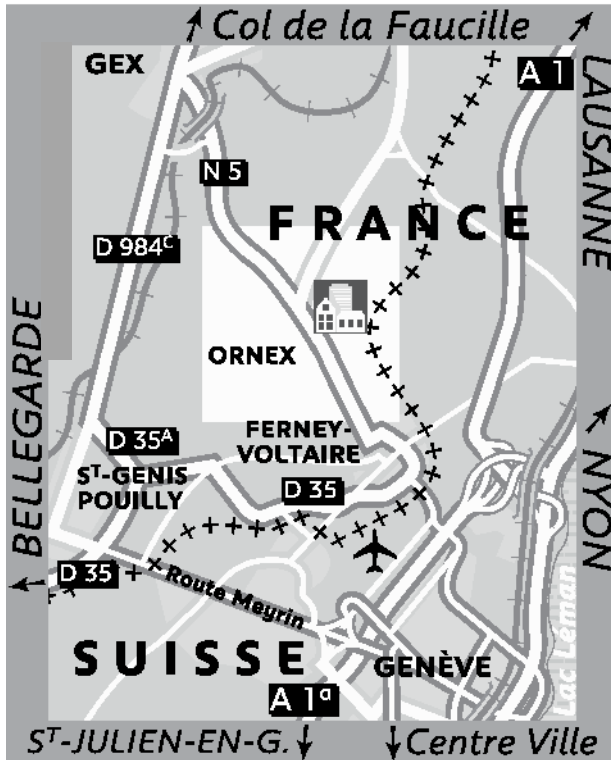 Col de la Faucille
GEX
A 1
LAUSANNE
N 5
FRANCE
D 984ᶜ
ORNEX
BELLEGARDE
D 35ᴬ
FERNEY-
VOLTAIRE
Sᵀ-GENIS
POUILLY
D 35
NYON
D 35
Route Meyrin
Lac Léman
SUISSE
GENÈVE
A 1ᵃ
Sᵀ-JULIEN-EN-G.
Centre Ville